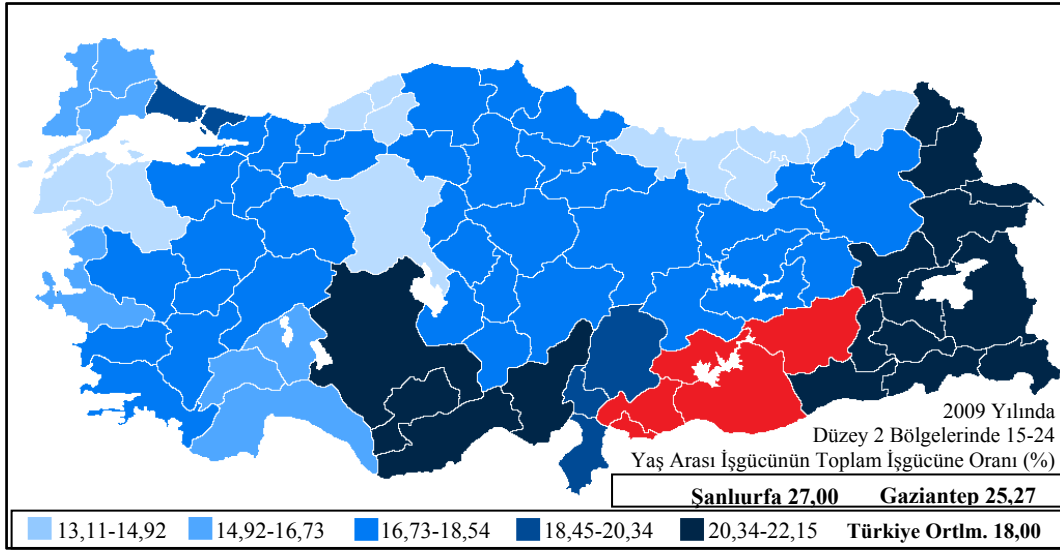 2009 Yılında
Düzey 2 Bölgelerinde 15-24
Yaş Arası İşgücünün Toplam İşgücüne Oranı (%)
Şanlıurfa 27,00 Gaziantep 25,27
13,11-14,92 14,92-16,73 16,73-18,54 18,45-20,34 20,34-22,15 Türkiye Ortlm. 18,00